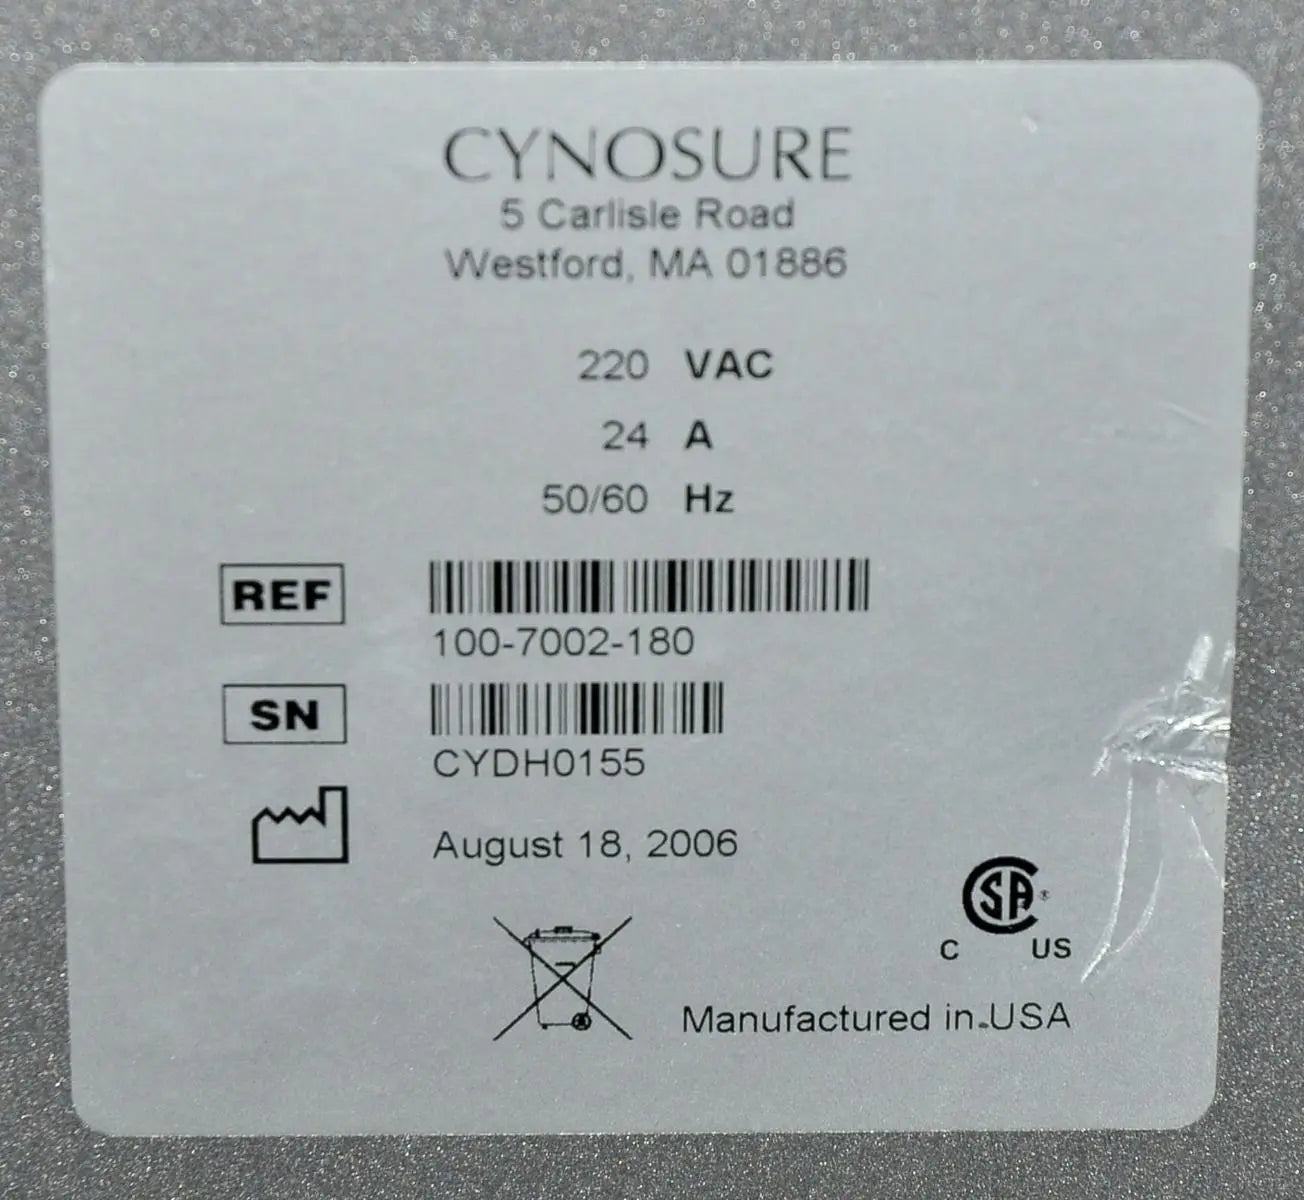 CYNOSURE
5 Carlisle Road
Westford, MA 01886
220 VAC
24 A
50/60 Hz
REF
100-7002-180
SN
CYDH0155
August 18, 2006
CSA®
C US
Manufactured in USA